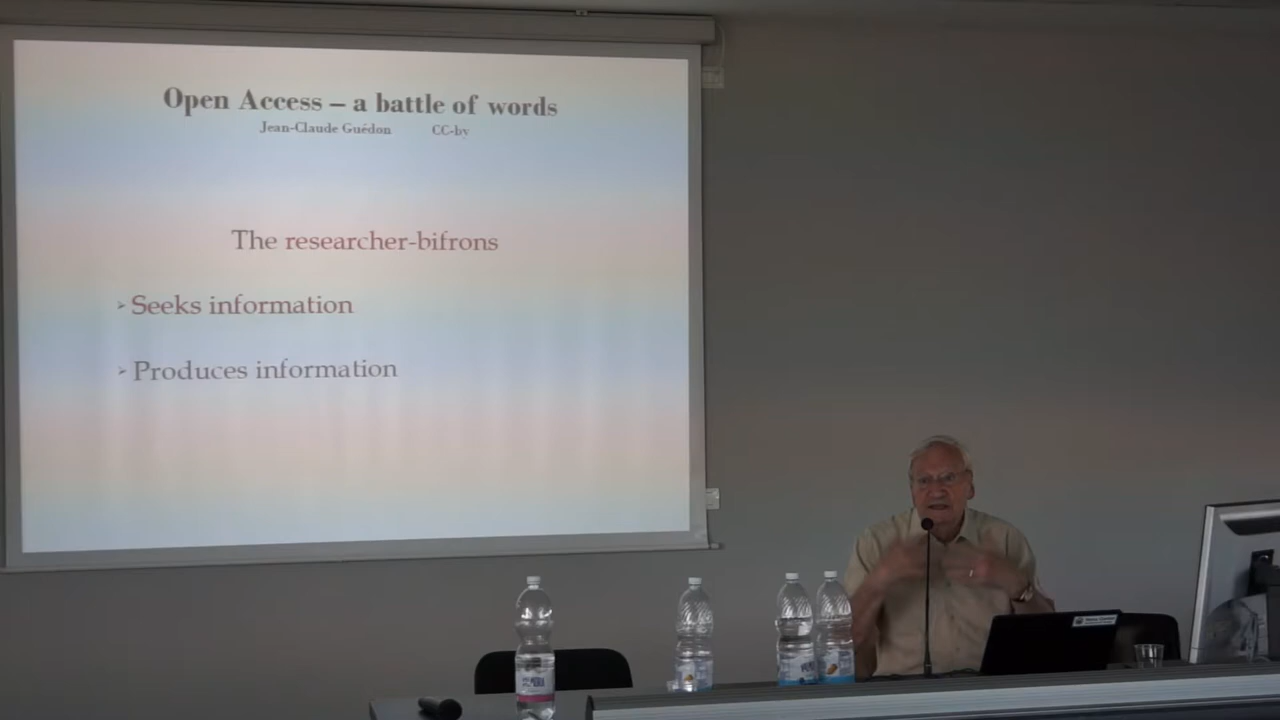 Open Access – a battle of words
Jean-Claude Guédon CC-by
The researcher-bifrons
➢ Seeks information
➢ Produces information